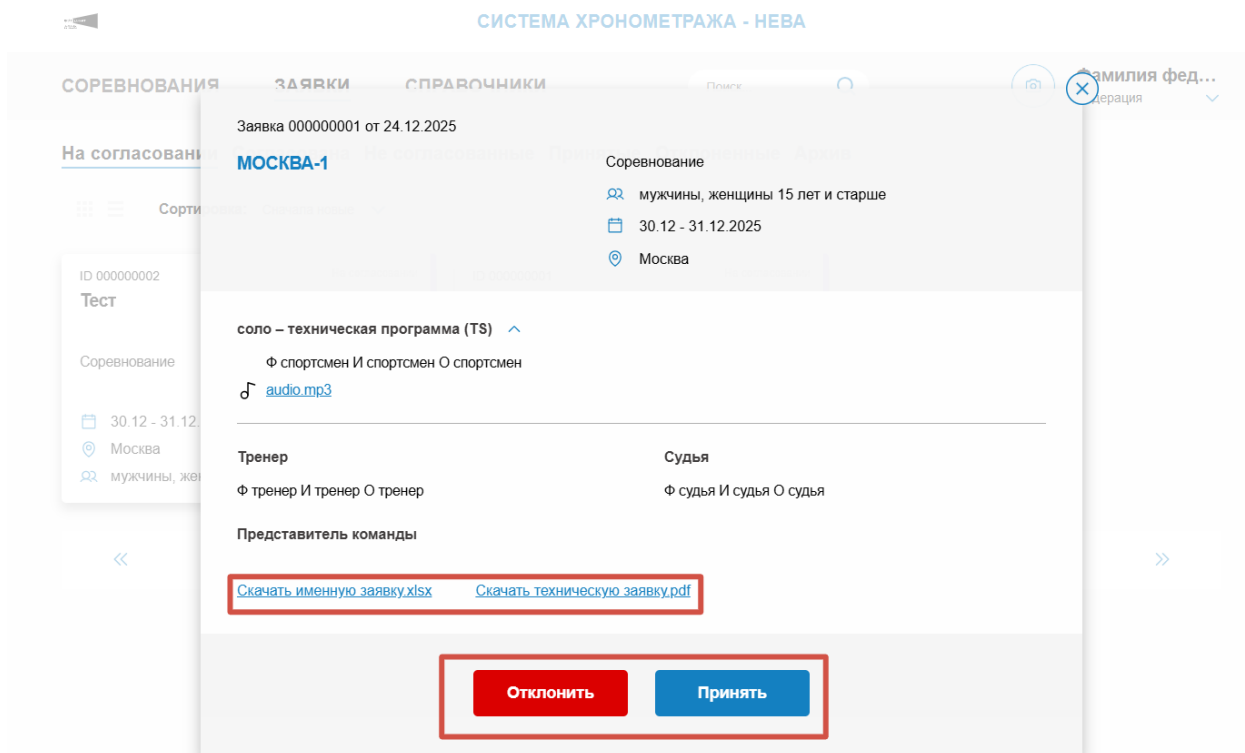 СИСТЕМА ХРОНОМЕТРАЖА - НЕВА
СОРЕВНОВАНИЯ ЗАЯВКИ СПРАВОЧНИКИ Поиск Фамилия фед...
На согласовании
Заявка 000000001 от 24.12.2025
МОСКВА-1
Соревнование
мужчины, женщины 15 лет и старше
30.12 - 31.12.2025
Москва
ID 000000002
Тест
Соревнование
30.12 - 31.12.
Москва
мужчины, жен
соло – техническая программа (TS)
Ф спортсмен И спортсмен О спортсмен
audio.mp3
Тренер Судья
Ф тренер И тренер О тренер Ф судья И судья О судья
Представитель команды
Скачать именную заявку.xlsx Скачать техническую заявку.pdf
Отклонить Принять